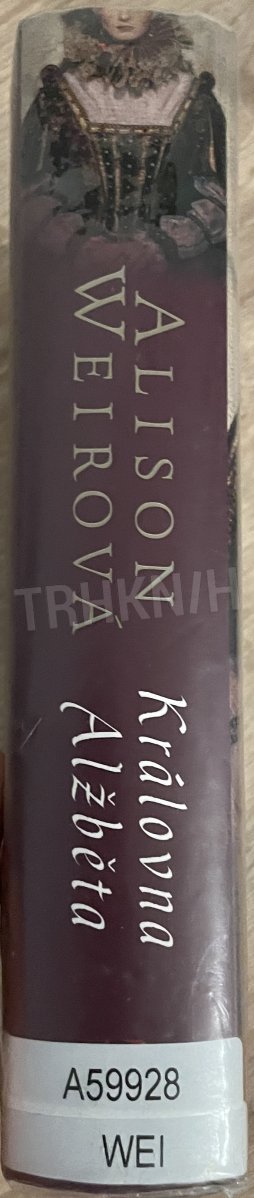 ALISON
WEIROVÁ
Královna
Alžběta
TRHKNIH
A59928
WEI